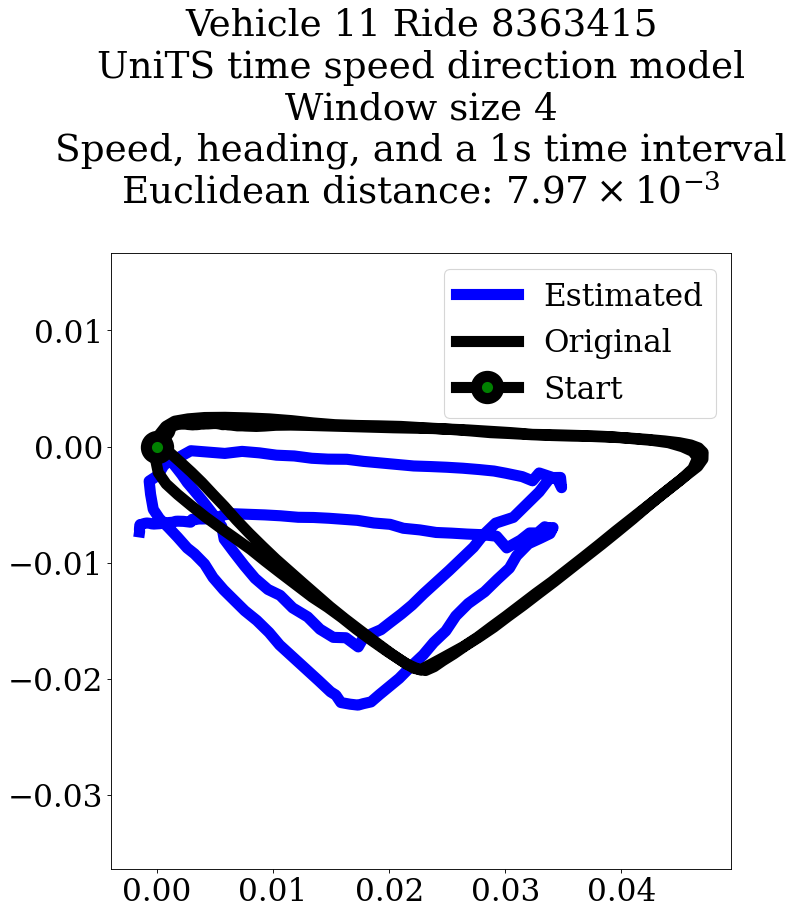 Vehicle 11 Ride 8363415
UniTS time speed direction model
Window size 4
Speed, heading, and a 1s time interval
Euclidean distance: 7.97 × 10⁻³
Estimated
Original
Start
0.01
0.00
−0.01
−0.02
−0.03
0.00 0.01 0.02 0.03 0.04